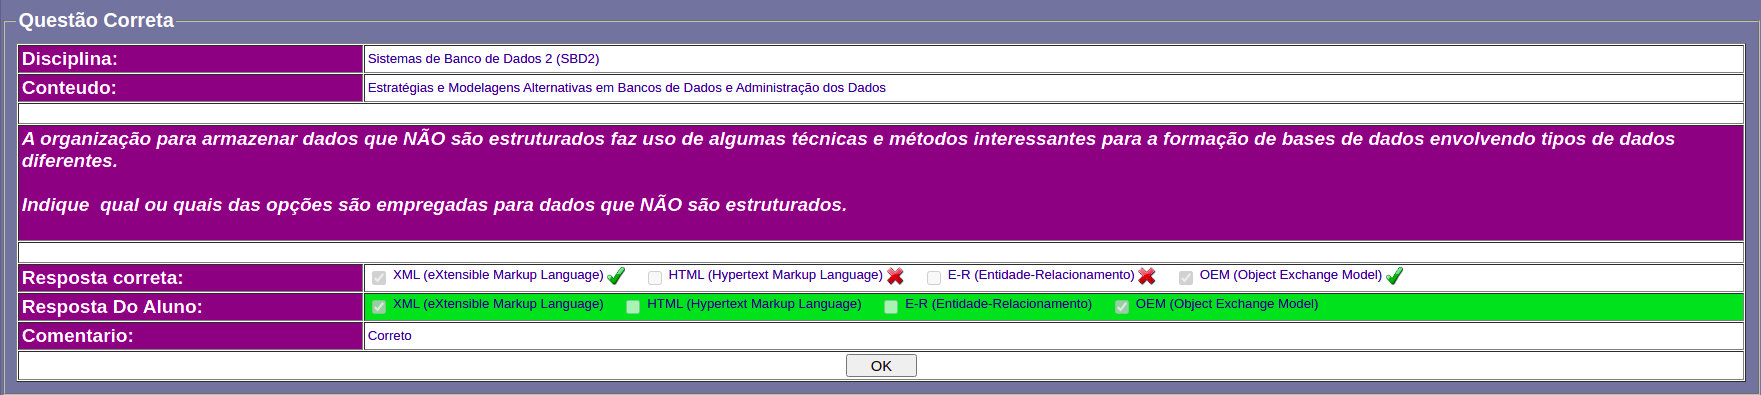 Questão Correta
Disciplina: Sistemas de Banco de Dados 2 (SBD2)
Conteudo: Estratégias e Modelagens Alternativas em Bancos de Dados e Administração dos Dados
A organização para armazenar dados que NÃO são estruturados faz uso de algumas técnicas e métodos interessantes para a formação de bases de dados envolvendo tipos de dados
diferentes.
Indique  qual ou quais das opções são empregadas para dados que NÃO são estruturados.
Resposta correta: XML (eXtensible Markup Language) HTML (Hypertext Markup Language) E-R (Entidade-Relacionamento) OEM (Object Exchange Model)
Resposta Do Aluno: XML (eXtensible Markup Language) HTML (Hypertext Markup Language) E-R (Entidade-Relacionamento) OEM (Object Exchange Model)
Comentario: Correto
OK